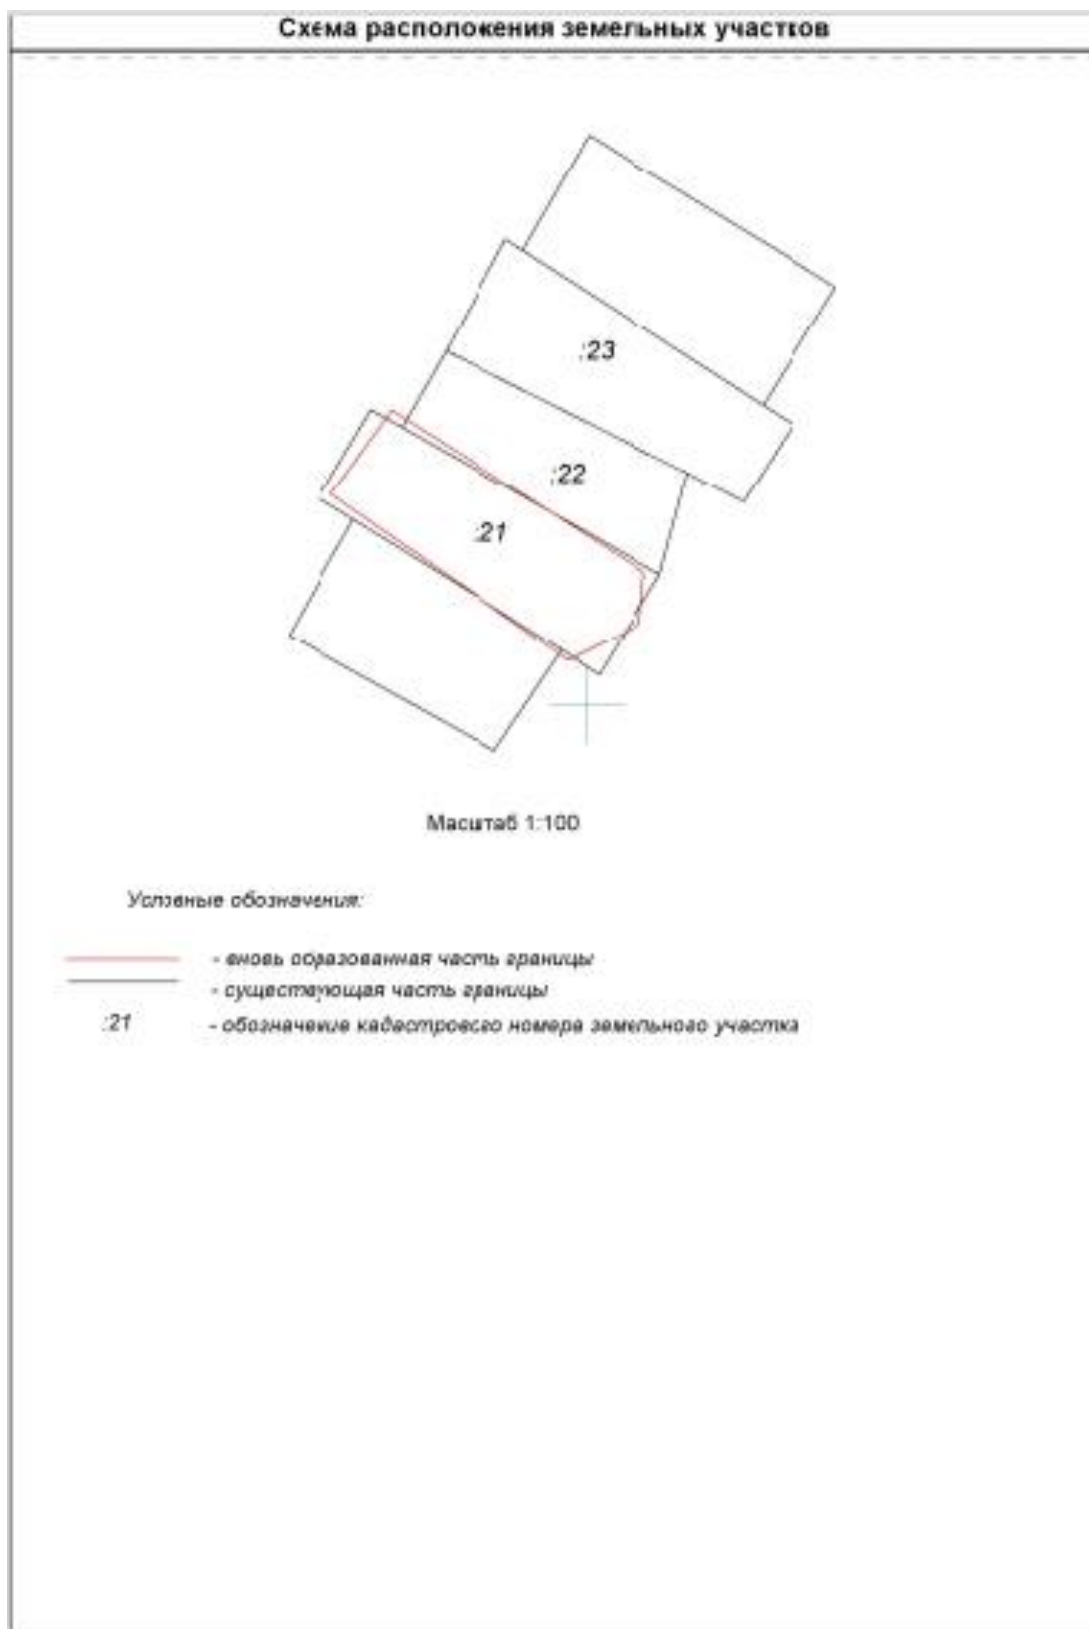 Схема расположения земельных участков
:23
:22
:21
Масштаб 1:100
Условные обозначения:
- вновь образованная часть границы
- существующая часть границы
:21 - обозначение кадастрового номера земельного участка